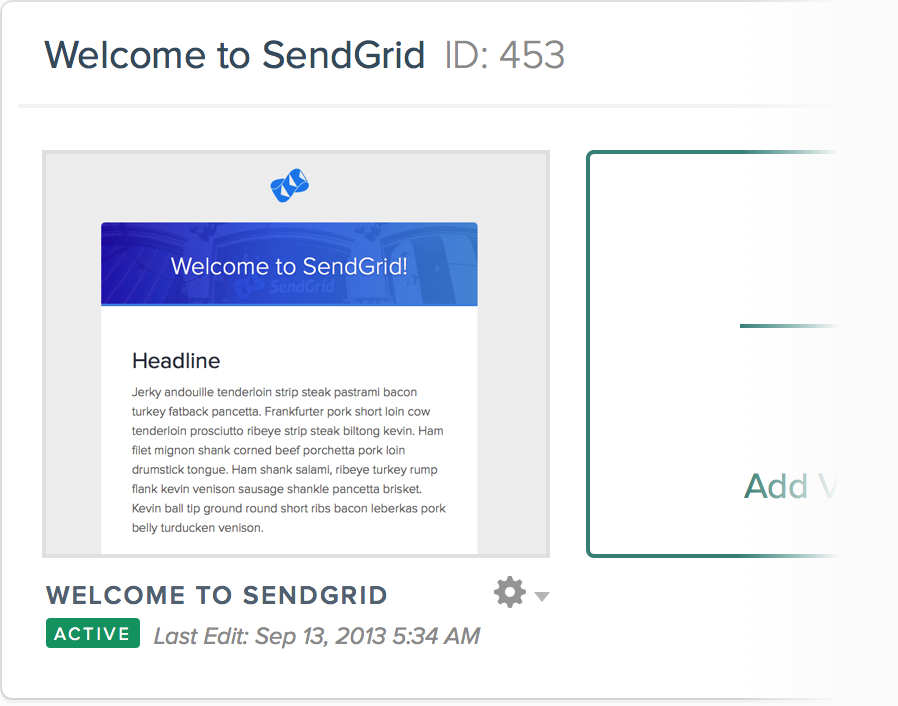 Welcome to SendGrid ID: 453
Welcome to SendGrid!
SendGrid
Headline
Jerky andouille tenderloin strip steak pastrami bacon
turkey fatback pancetta. Frankfurter pork short loin cow
tenderloin prosciutto ribeye strip steak biltong kevin. Ham
filet mignon shank corned beef porchetta pork loin
drumstick tongue. Ham shank salami, ribeye turkey rump
flank kevin venison sausage shankle pancetta brisket.
Kevin ball tip ground round short ribs bacon leberkas pork
belly turducken venison.
Add V
WELCOME TO SENDGRID
ACTIVE Last Edit: Sep 13, 2013 5:34 AM